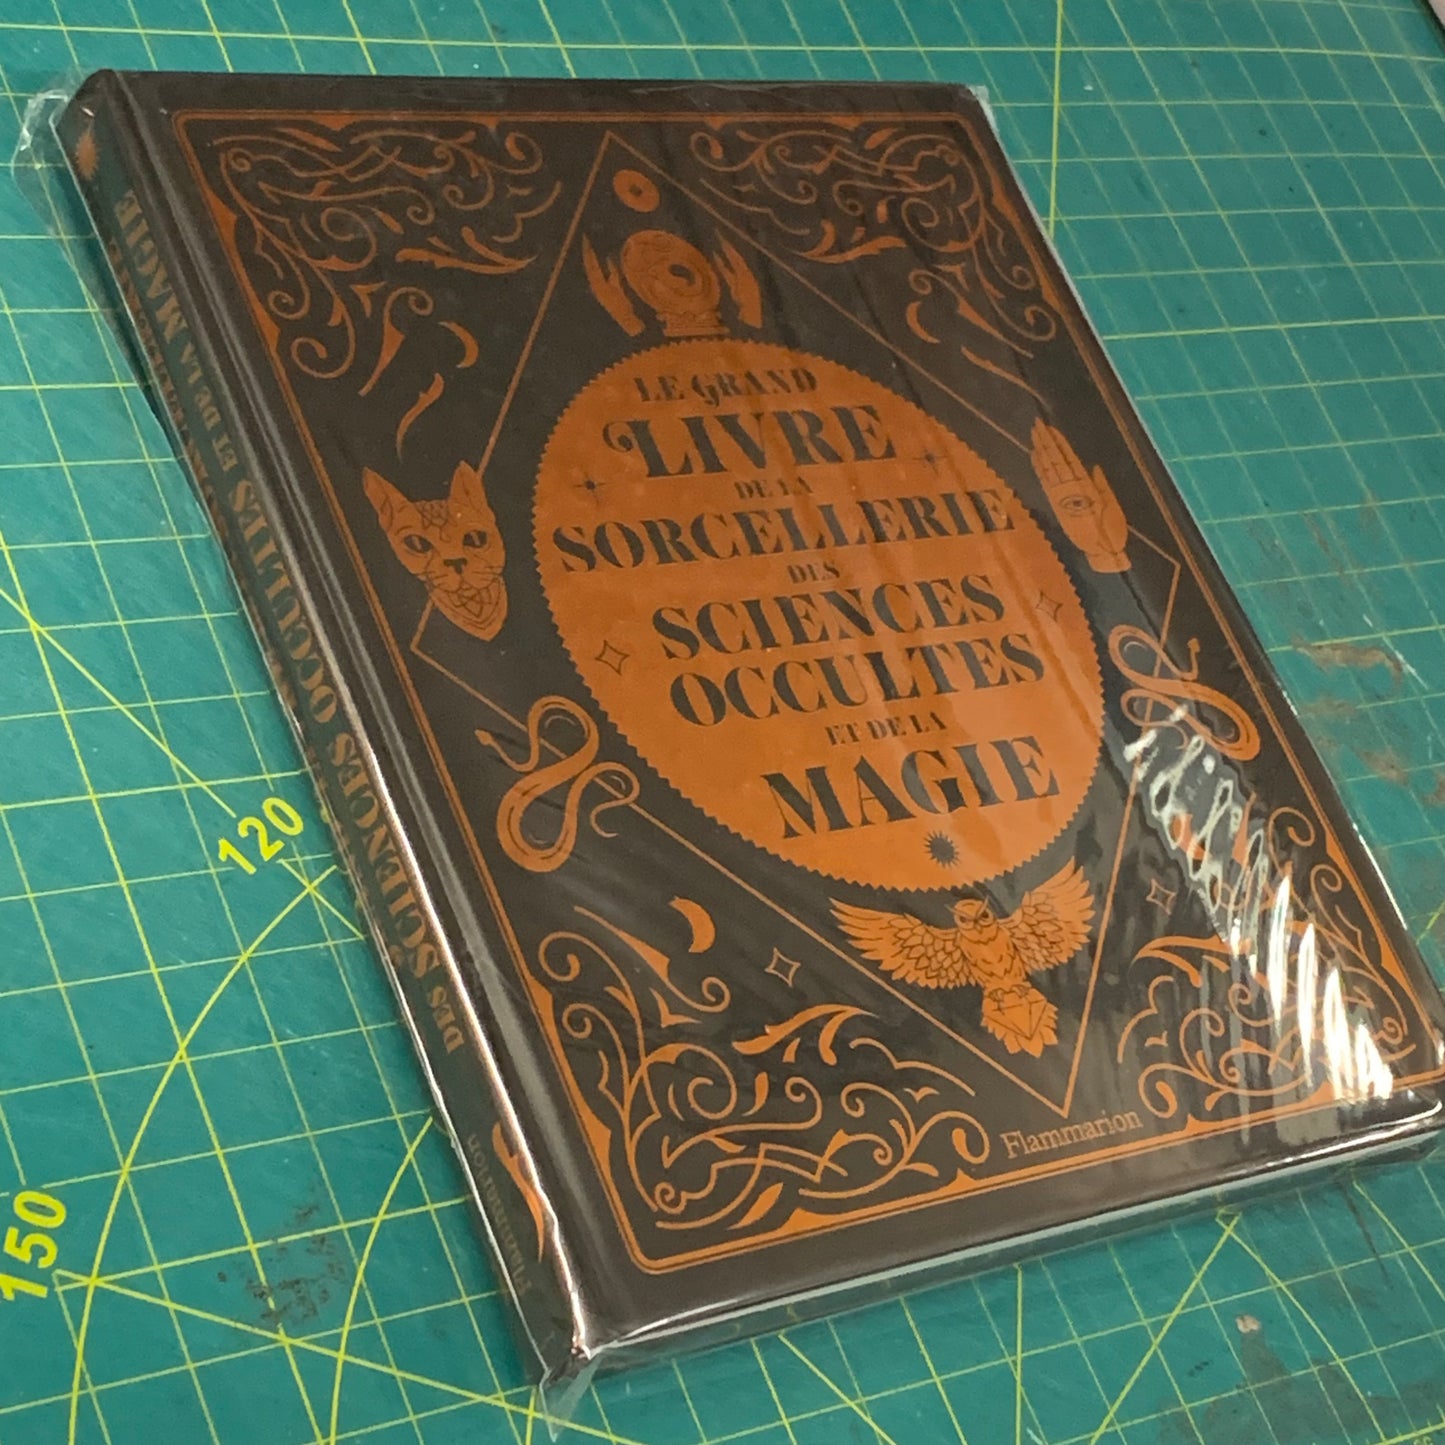 LE GRAND
LIVRE
DE LA
SORCELLERIE
DES
SCIENCES
OCCULTES
ET DE LA
MAGIE
Flammarion
DES SCIENCES OCCULTES ET DE LA MAGIE
Flammarion
120
150